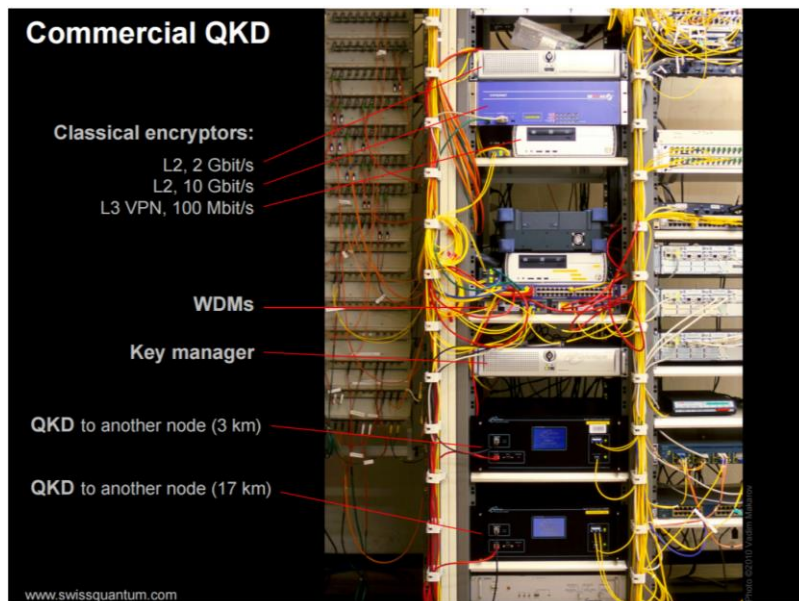 Commercial QKD
Classical encryptors:
L2, 2 Gbit/s
L2, 10 Gbit/s
L3 VPN, 100 Mbit/s
WDMs
Key manager
QKD to another node (3 km)
QKD to another node (17 km)
www.swissquantum.com
Photo ©2010 Vadim Makarov